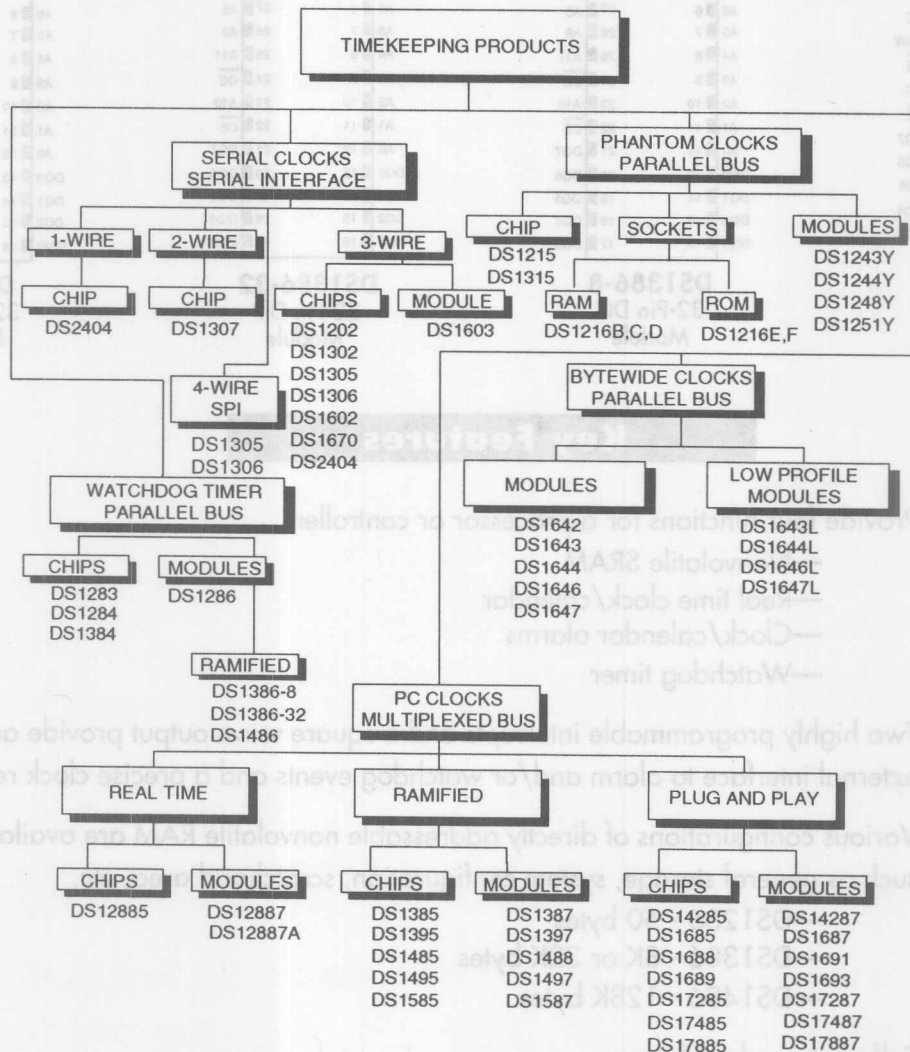 TIMEKEEPING PRODUCTS
SERIAL CLOCKS
SERIAL INTERFACE
PHANTOM CLOCKS
PARALLEL BUS
1-WIRE
2-WIRE
3-WIRE
CHIP
DS1215
DS1315
SOCKETS
MODULES
DS1243Y
DS1244Y
DS1248Y
DS1251Y
CHIP
DS2404
CHIP
DS1307
CHIPS
DS1202
DS1302
DS1305
DS1306
DS1602
DS1670
DS2404
MODULE
DS1603
RAM
DS1216B,C,D
ROM
DS1216E,F
4-WIRE
SPI
DS1305
DS1306
BYTEWIDE CLOCKS
PARALLEL BUS
MODULES
DS1642
DS1643
DS1644
DS1646
DS1647
LOW PROFILE
MODULES
DS1643L
DS1644L
DS1646L
DS1647L
WATCHDOG TIMER
PARALLEL BUS
CHIPS
DS1283
DS1284
DS1384
MODULES
DS1286
RAMIFIED
DS1386-8
DS1386-32
DS1486
PC CLOCKS
MULTIPLEXED BUS
REAL TIME
RAMIFIED
PLUG AND PLAY
CHIPS
DS12885
MODULES
DS12887
DS12887A
CHIPS
DS1385
DS1395
DS1485
DS1495
DS1585
MODULES
DS1387
DS1397
DS1488
DS1497
DS1587
CHIPS
DS14285
DS1685
DS1688
DS1689
DS17285
DS17485
DS17885
MODULES
DS14287
DS1687
DS1691
DS1693
DS17287
DS17487
DS17887